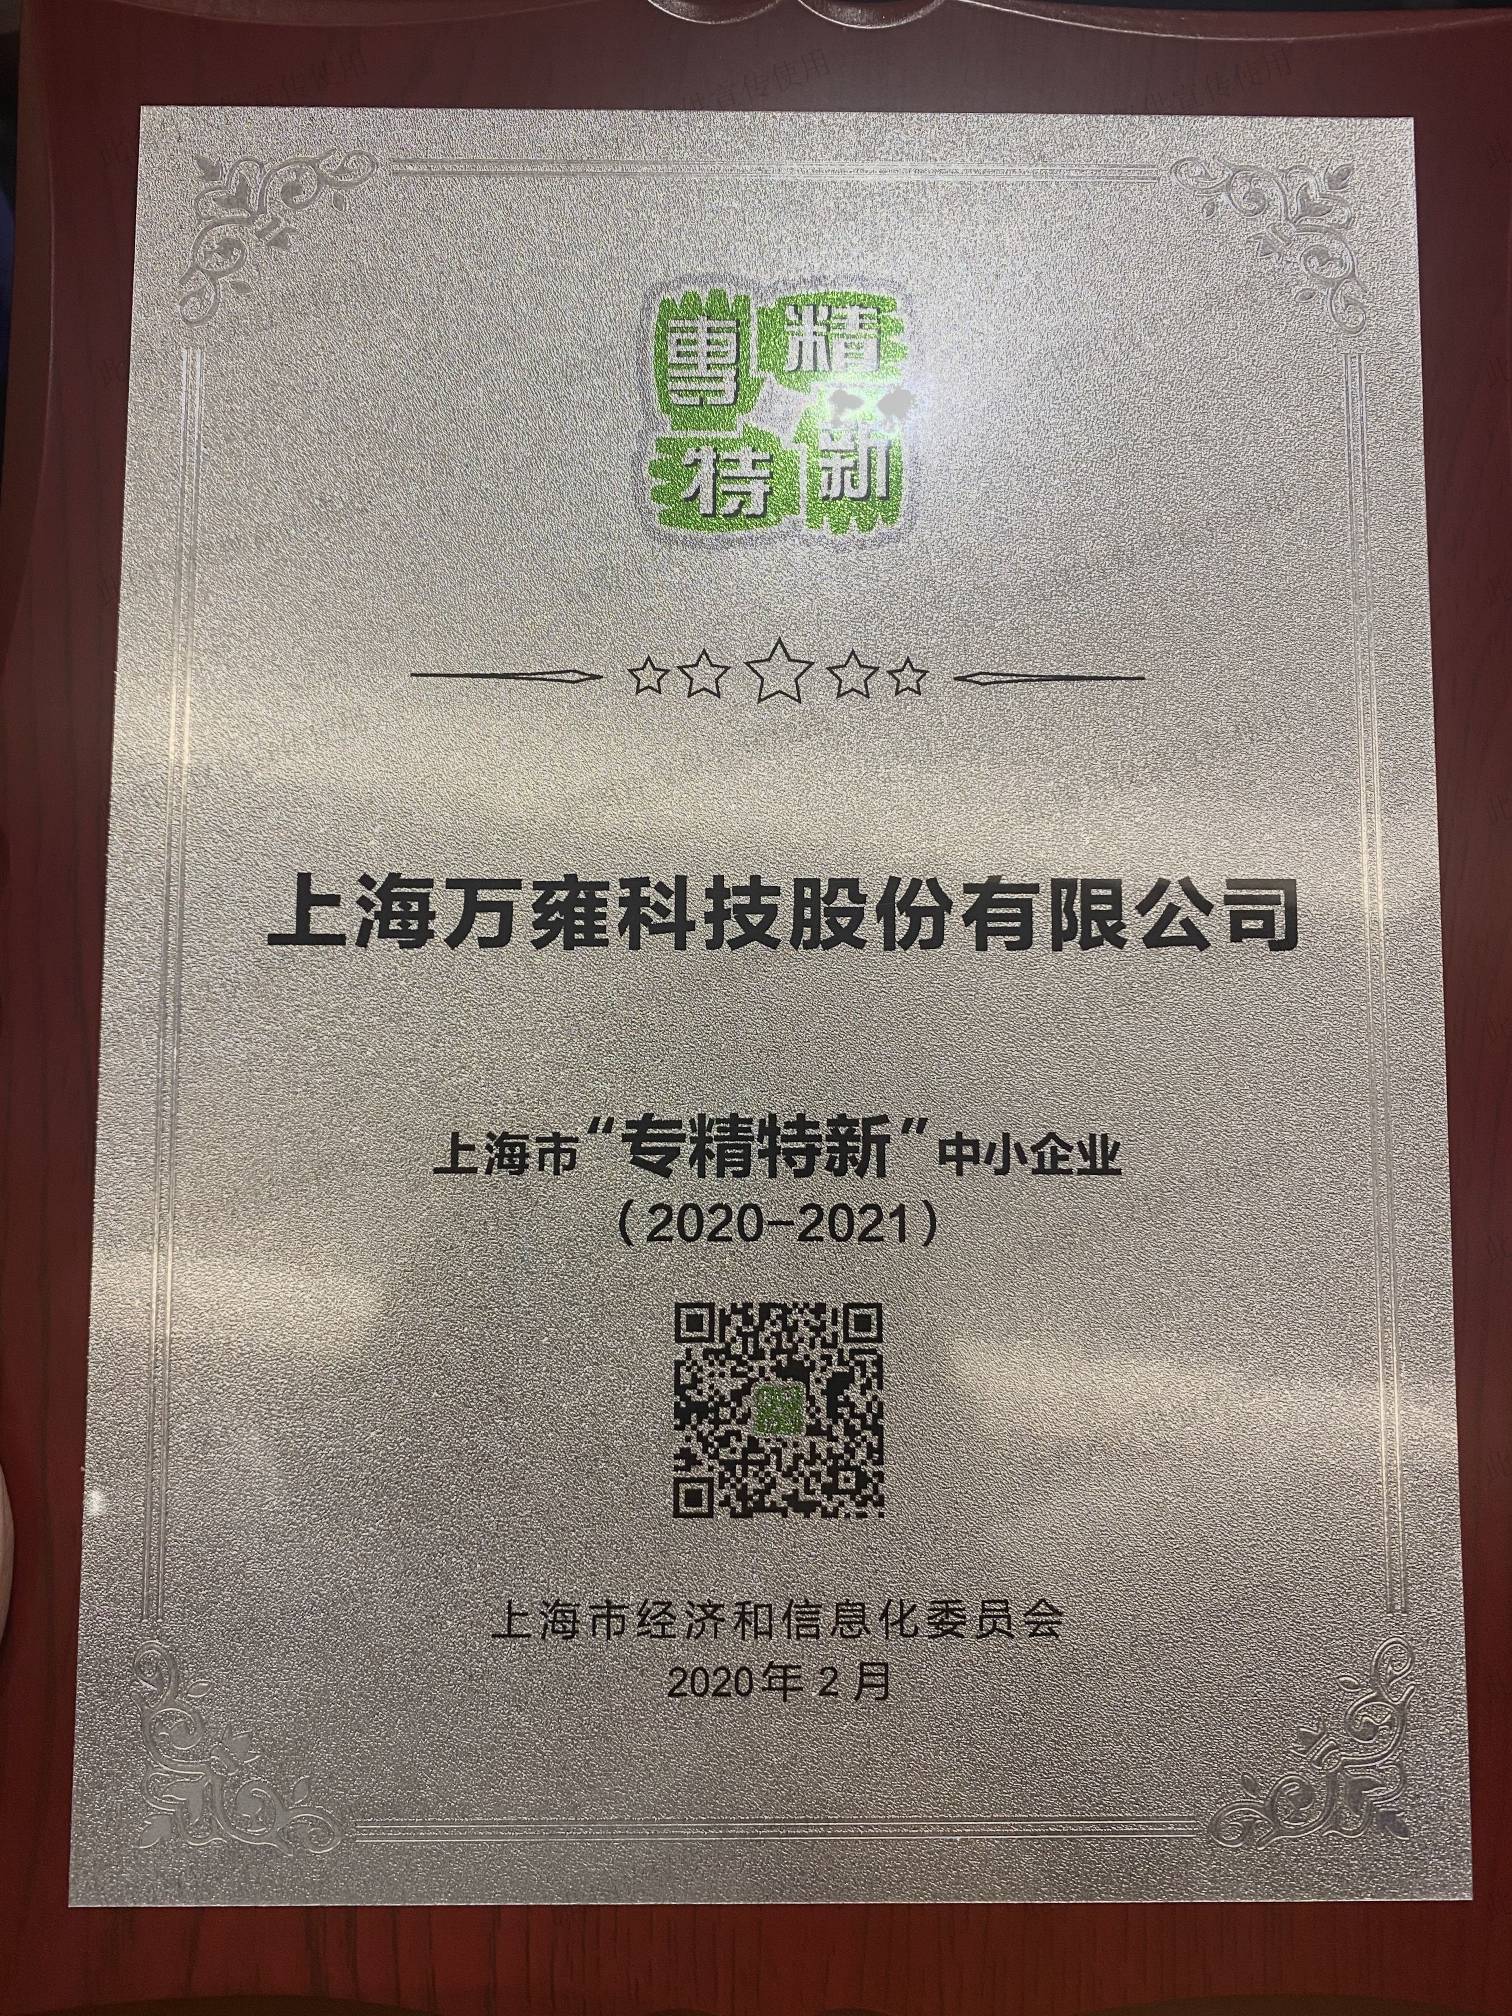 專精
特新
上海万雍科技股份有限公司
上海市“专精特新”中小企业
（2020-2021）
上海市经济和信息化委员会
2020年2月